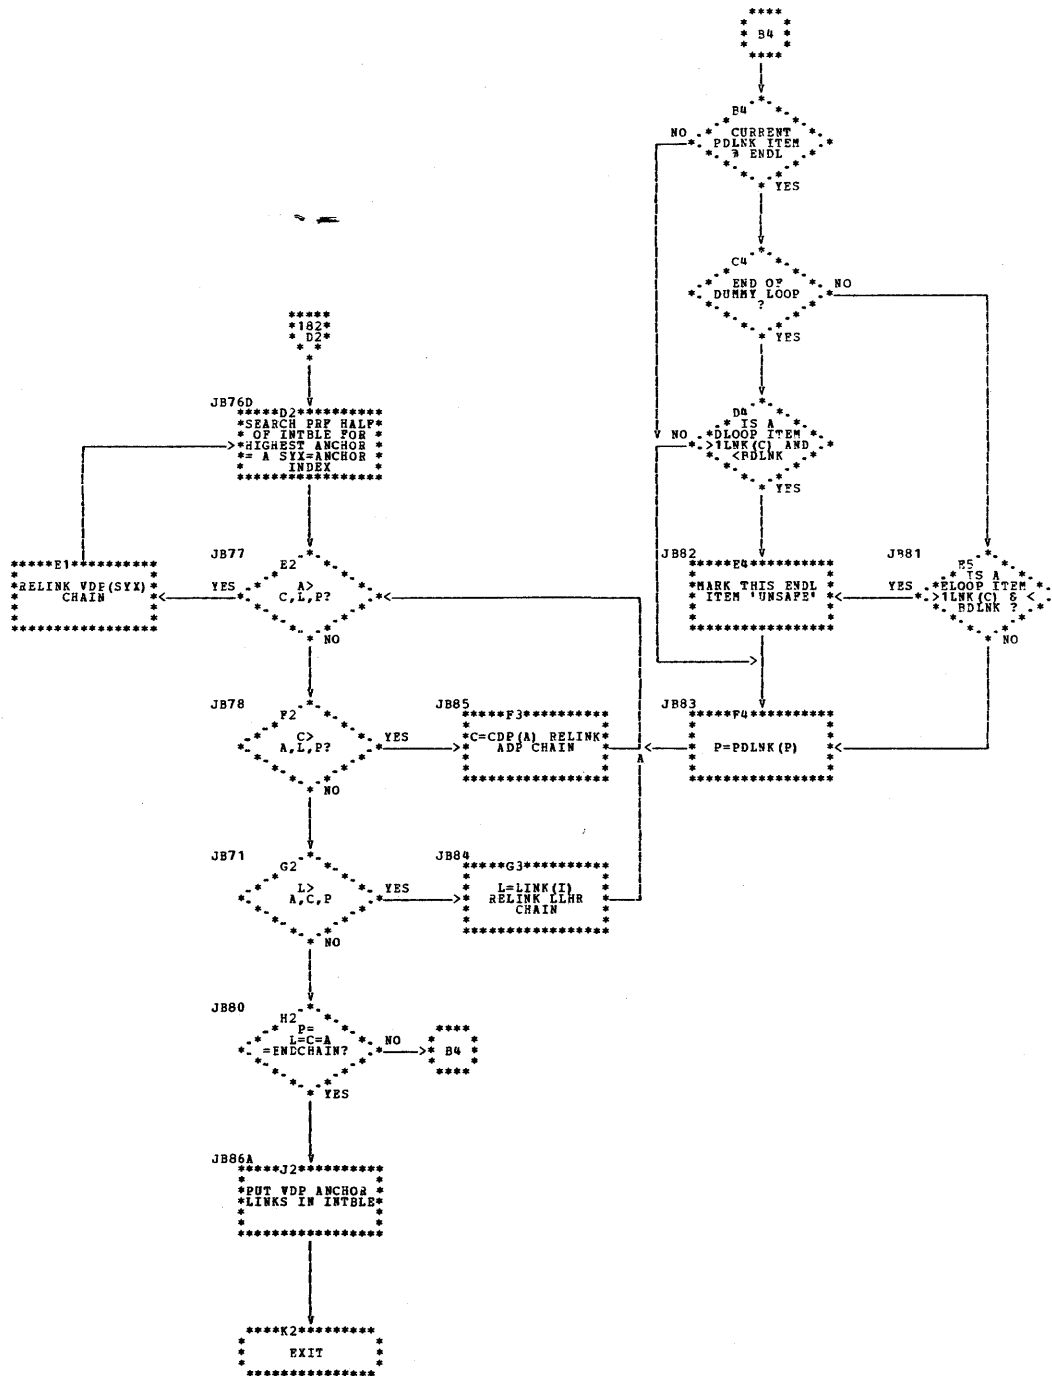 B4
B4
CURRENT
PDLNK ITEM
NO
YES
C4
END OF
DUMMY LOOP
?
NO
YES
182
D2
JB76D
D2
SEARCH PRF HALF
OF INTBLE FOR
HIGHEST ANCHOR
= A SYX=ANCHOR
INDEX
D4
IS A
DLOOP ITEM
>1LNK(C) AND
<BDLNK
NO
YES
E1
RELINK VDP(SYX)
CHAIN
JB77
E2
A>
C,L,P?
YES
NO
JB82
E4
MARK THIS ENDL
ITEM 'UNSAFE'
JB81
E5
IS A
ELOOP ITEM
>1LNK(C) & <
BDLNK ?
YES
NO
JB78
F2
C>
A,L,P?
YES
NO
JB85
F3
C=CDP(A) RELINK
ADP CHAIN
JB83
F4
P=PDLNK(P)
JB71
G2
L>
A,C,P
YES
NO
JB84
G3
L=LINK(I)
RELINK LLHR
CHAIN
JB80
H2
P=
L=C=A
=ENDCHAIN?
NO
YES
B4
JB86A
J2
PUT VDP ANCHOR
LINKS IN INTBLE
K2
EXIT